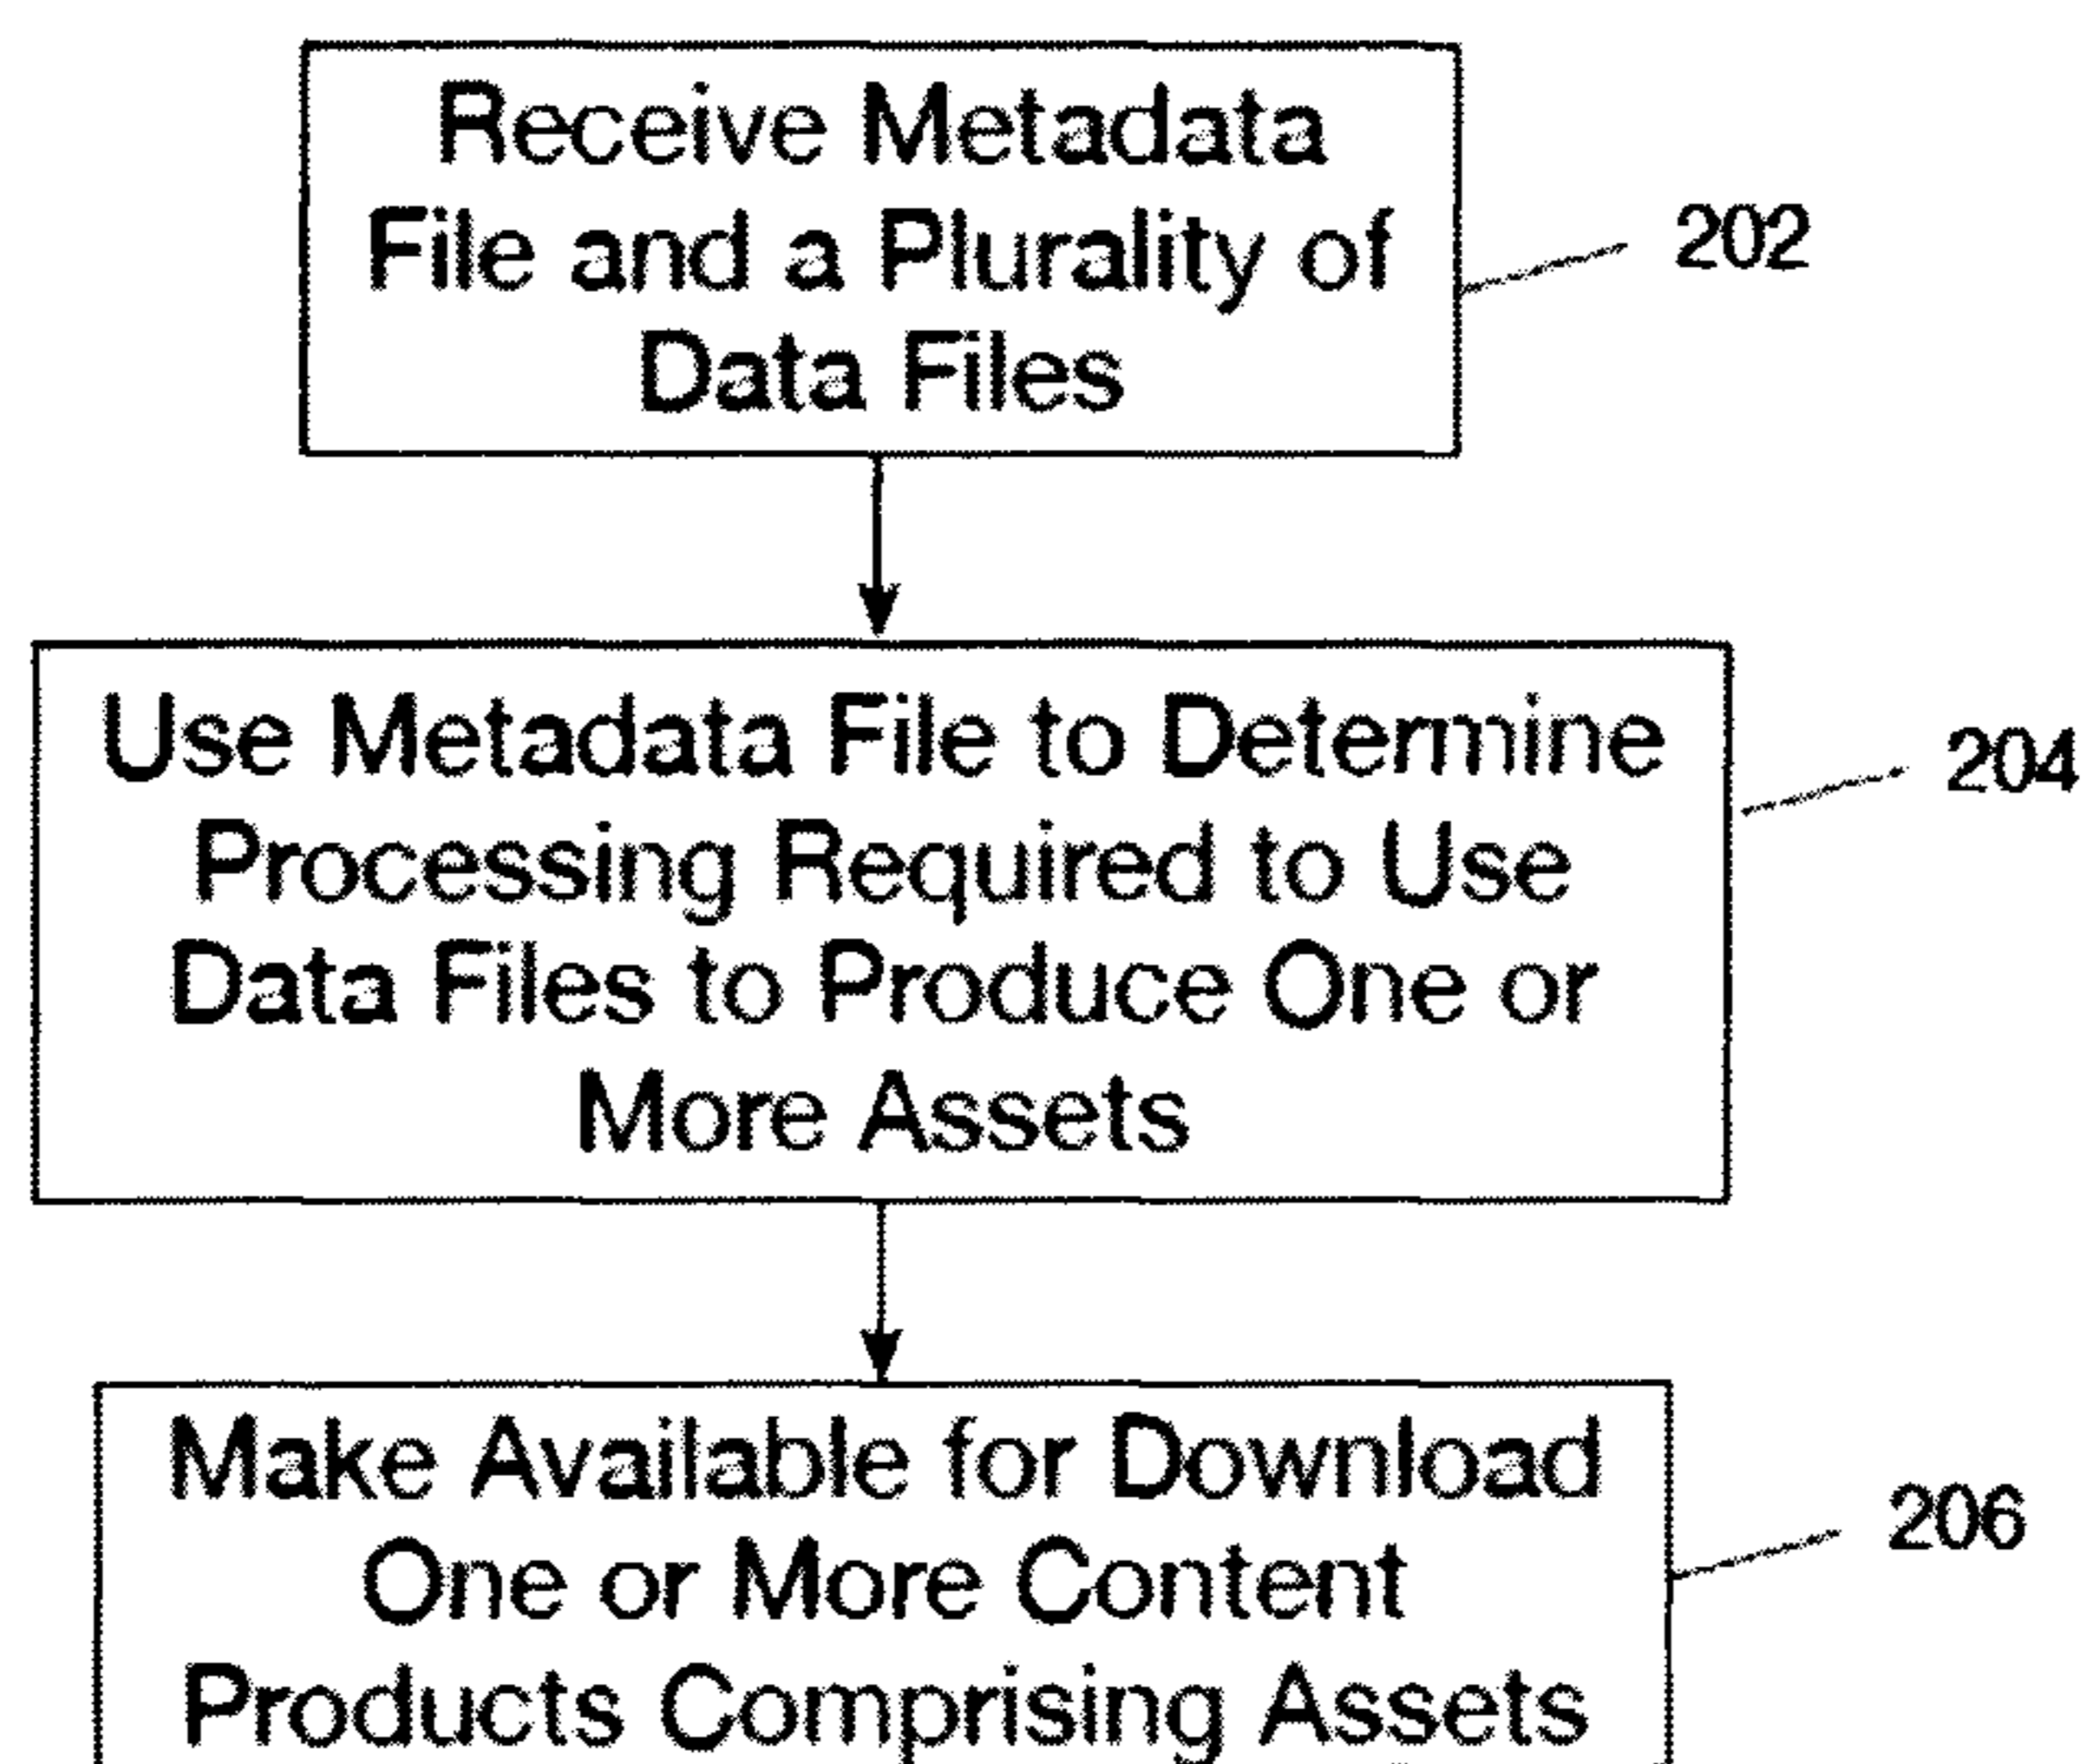 Receive Metadata
File and a Plurality of
Data Files
202
Use Metadata File to Determine
Processing Required to Use
Data Files to Produce One or
More Assets
204
Make Available for Download
One or More Content
Products Comprising Assets
206